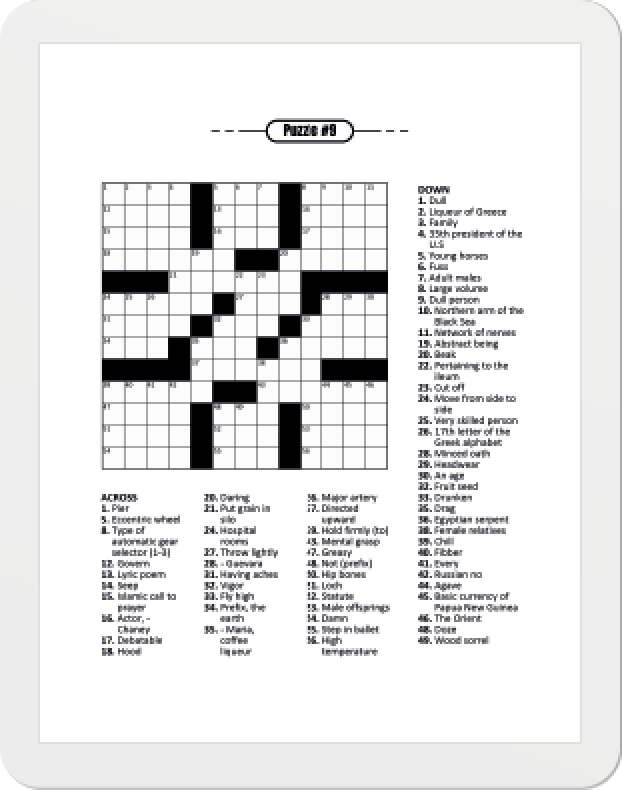 Puzzle #9
ACROSS
1. Pier
5. Eccentric wheel
8. Type of
automatic gear
selector (1-3)
12. Govern
13. Lyric poem
14. Seep
15. Islamic call to
prayer
16. Actor, -
Chaney
17. Debatable
18. Hood
20. Daring
21. Put grain in
silo
24. Hospital
rooms
27. Throw lightly
28. - Guevara
31. Having aches
32. Vigor
33. Fly high
34. Prefix, the
earth
35. - Maria,
coffee
liqueur
36. Major artery
37. Directed
upward
39. Hold firmly (to)
43. Mental grasp
47. Greasy
48. Not (prefix)
50. Hip bones
51. Loch
52. Statute
53. Male offsprings
54. Damn
55. Step in ballet
56. High
temperature
DOWN
1. Dull
2. Liqueur of Greece
3. Family
4. 35th president of the
U.S
5. Young horses
6. Fuss
7. Adult males
8. Large volume
9. Dull person
10. Northern arm of the
Black Sea
11. Network of nerves
19. Abstract being
20. Beak
22. Pertaining to the
ileum
23. Cut off
24. Move from side to
side
25. Very skilled person
26. 17th letter of the
Greek alphabet
28. Minced oath
29. Headwear
30. An age
32. Fruit seed
33. Drunken
35. Drag
36. Egyptian serpent
38. Female relatives
39. Chill
40. Fibber
41. Every
42. Russian no
44. Agave
45. Basic currency of
Papua New Guinea
46. The Orient
48. Doze
49. Wood sorrel